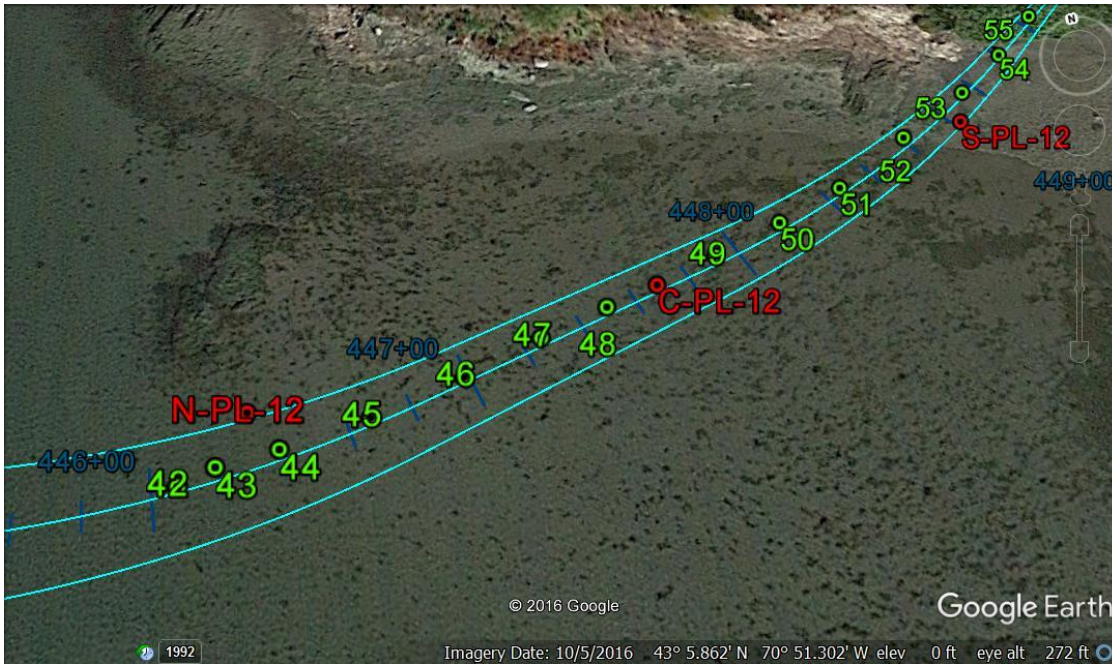 N
55
54
53
S-PL-12
52
449+00
51
448+00
50
49
C-PL-12
47
48
447+00
46
N-PL-12
45
446+00
44
42
43
© 2016 Google
Google Earth
1992
Imagery Date: 10/5/2016 43° 5.862' N 70° 51.302' W elev 0 ft eye alt 272 ft